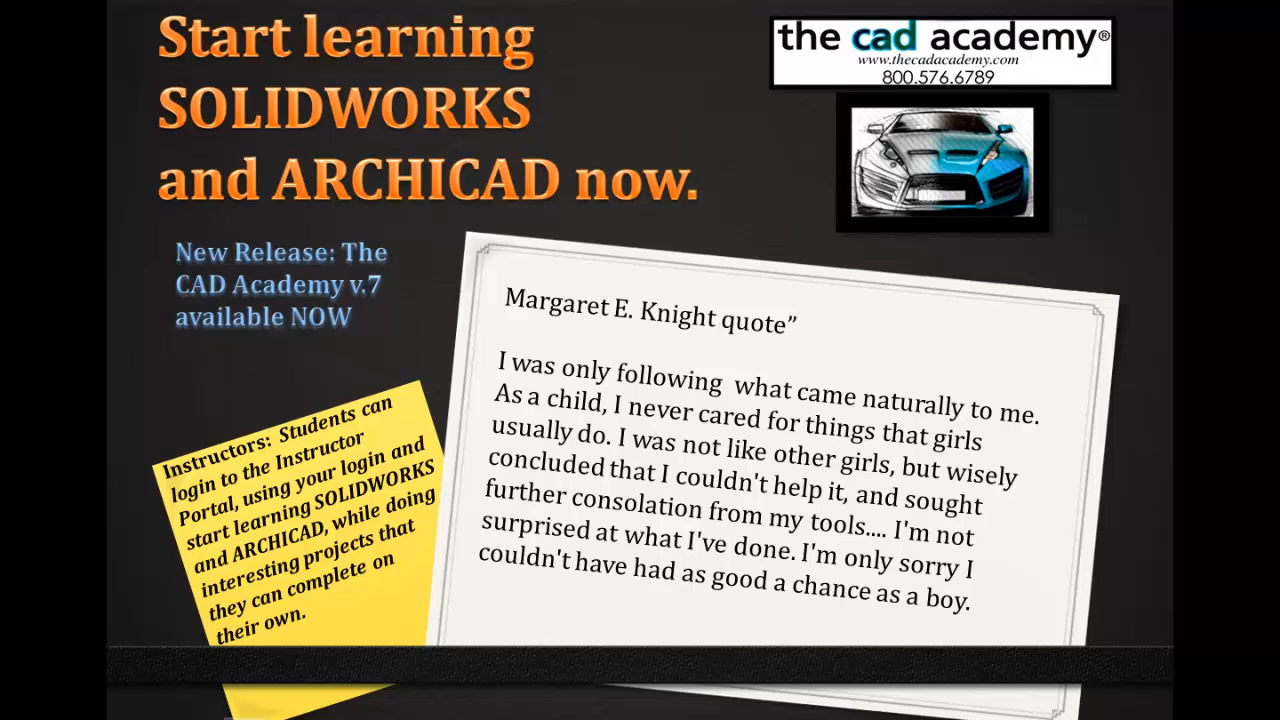 Start learning
SOLIDWORKS
and ARCHICAD now.
the cad academy®
www.thecadacademy.com
800.576.6789
New Release: The
CAD Academy v.7
available NOW
Instructors: Students can
login to the Instructor
Portal, using your login and
start learning SOLIDWORKS
and ARCHICAD, while doing
interesting projects that
they can complete on
their own.
Margaret E. Knight quote”
I was only following  what came naturally to me.
As a child, I never cared for things that girls
usually do. I was not like other girls, but wisely
concluded that I couldn't help it, and sought
further consolation from my tools.... I'm not
surprised at what I've done. I'm only sorry I
couldn't have had as good a chance as a boy.